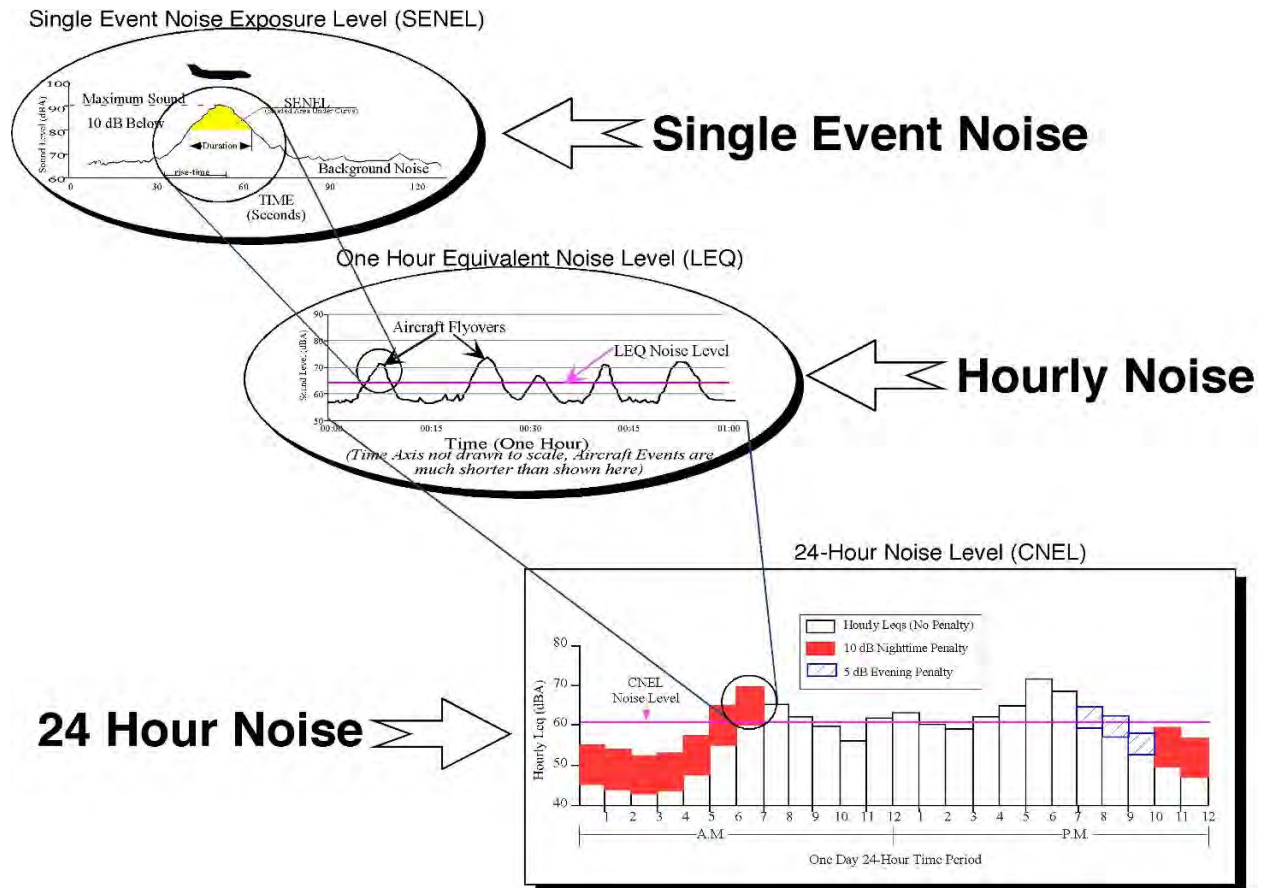 Single Event Noise Exposure Level (SENEL)
100
90
80
70
60
Sound Level (dBA)
Maximum Sound
10 dB Below
SENEL
(Shaded Area Under Curve)
Duration
rise-time
Background Noise
0 30 60 90 120
TIME
(Seconds)
Single Event Noise
One Hour Equivalent Noise Level (LEQ)
90
80
70
60
50
Sound Level (dBA)
Aircraft Flyovers
LEQ Noise Level
00:00 00:15 00:30 00:45 01:00
Time (One Hour)
(Time Axis not drawn to scale, Aircraft Events are
much shorter than shown here)
Hourly Noise
24-Hour Noise Level (CNEL)
Hourly Leqs (No Penalty)
10 dB Nighttime Penalty
5 dB Evening Penalty
80
70
60
50
40
Hourly Leq (dBA)
CNEL
Noise Level
1 2 3 4 5 6 7 8 9 10 11 12 1 2 3 4 5 6 7 8 9 10 11 12
A.M. P.M.
One Day 24-Hour Time Period
24 Hour Noise